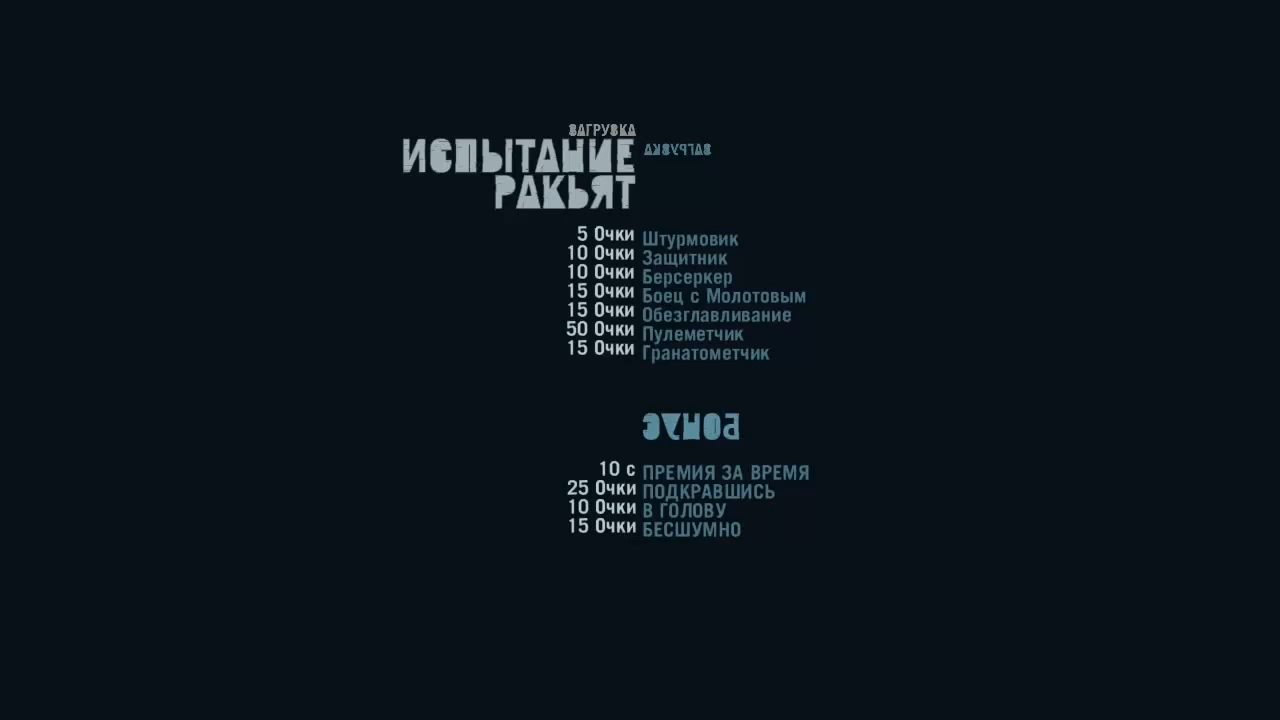 ЗАГРУЗКА
ЗАГРУЗКА
ИСПЫТАНИЕ
РАКЬЯТ
5 Очки Штурмовик
10 Очки Защитник
10 Очки Берсеркер
15 Очки Боец с Молотовым
15 Очки Обезглавливание
50 Очки Пулеметчик
15 Очки Гранатометчик
БОНУС
10 с ПРЕМИЯ ЗА ВРЕМЯ
25 Очки ПОДКРАВШИСЬ
10 Очки В ГОЛОВУ
15 Очки БЕСШУМНО